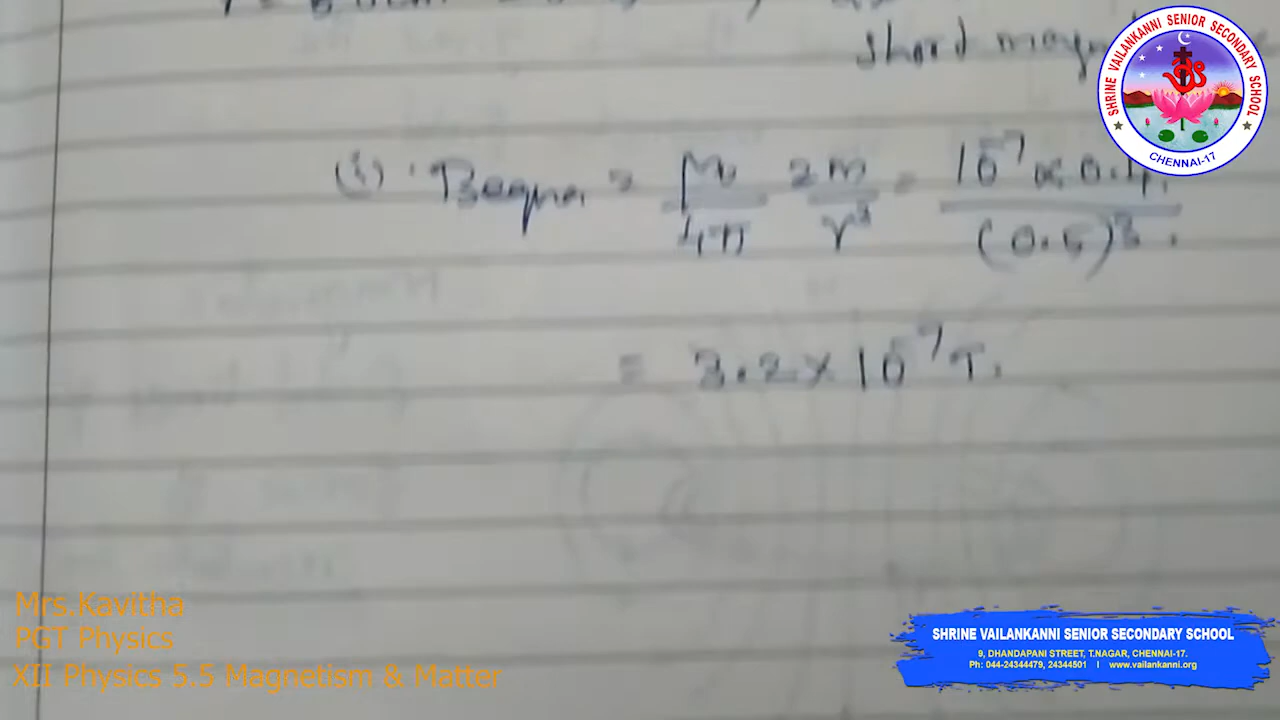 short
SHRINE VAILANKANNI SENIOR SECONDARY SCHOOL
CHENNAI-17
(i) Bequa = μ0/4π 2m/r³ = 10⁻⁷ × 0.4/(0.5)³.
= 3.2 × 10⁻⁷ T.
Mrs.Kavitha
PGT Physics
XII Physics 5.5 Magnetism & Matter
SHRINE VAILANKANNI SENIOR SECONDARY SCHOOL
9, DHANDAPANI STREET, T.NAGAR, CHENNAI-17.
Ph: 044-24344479, 24344501 I www.vailankanni.org